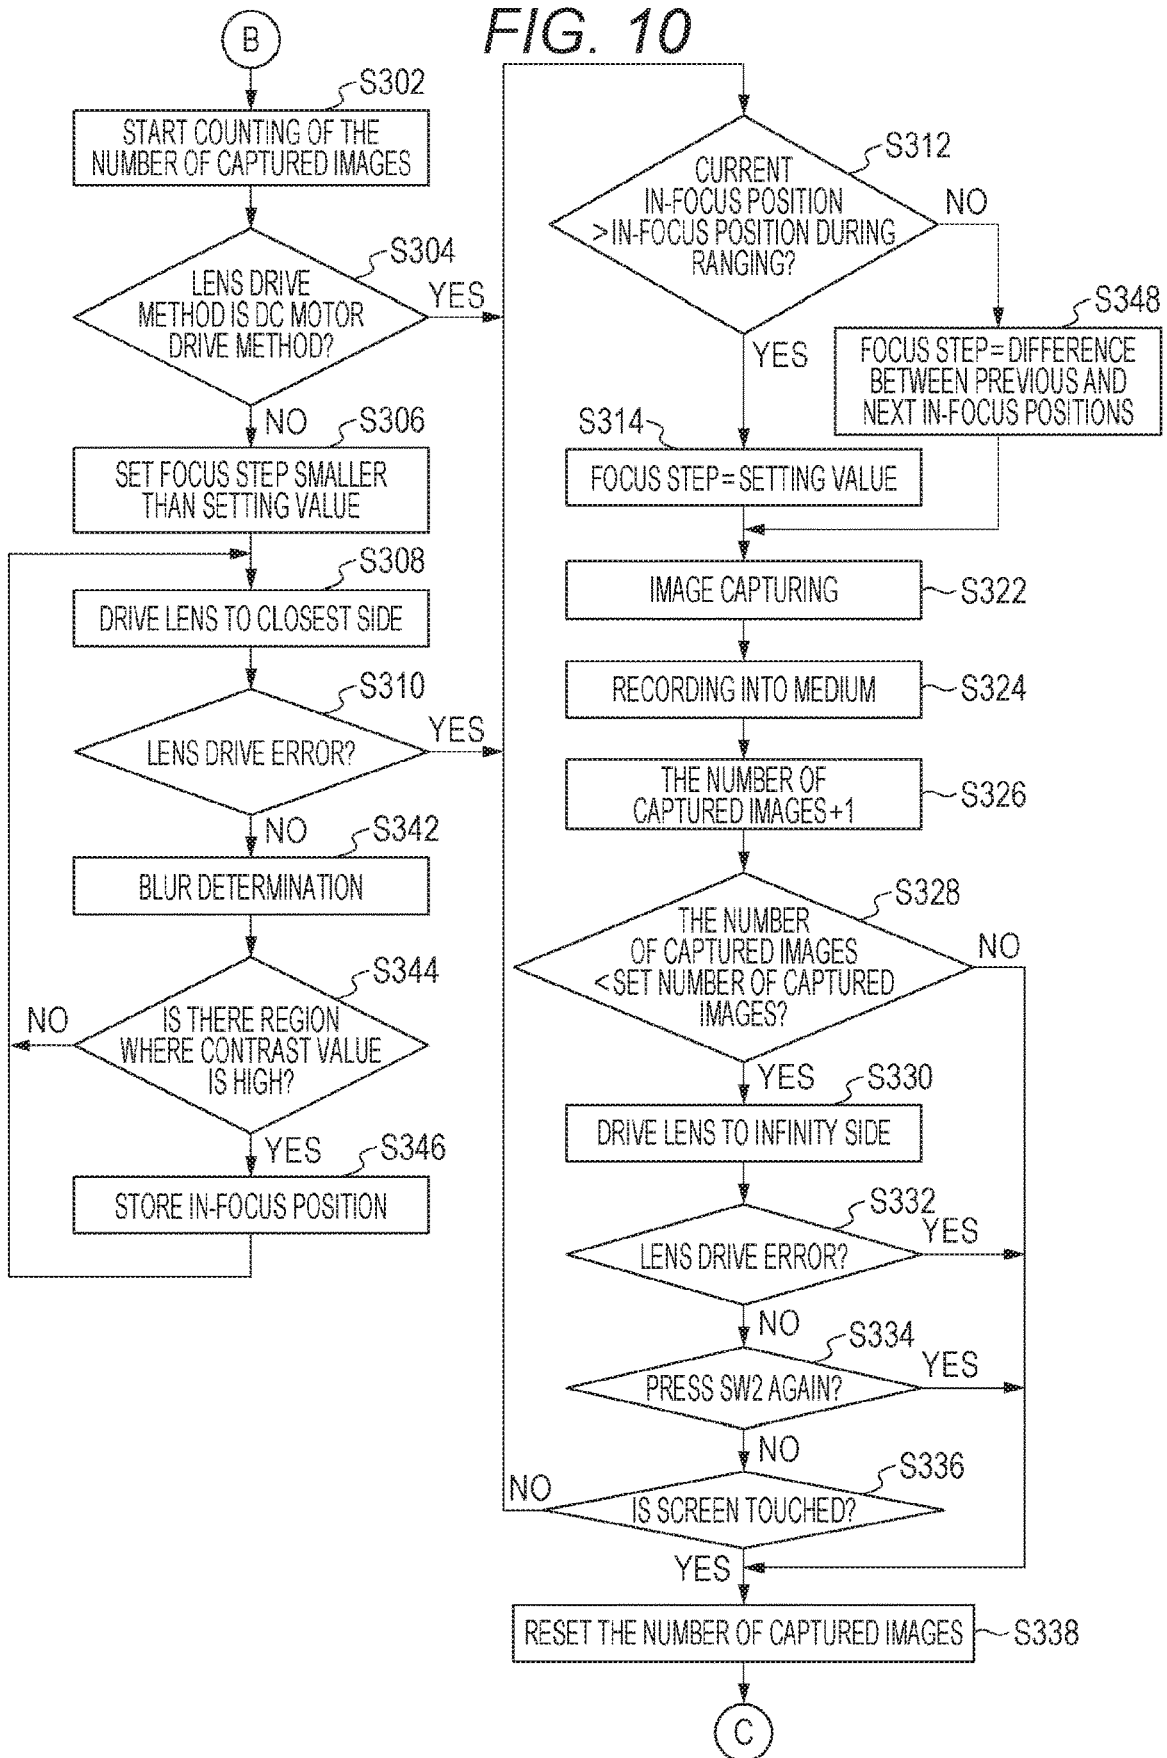 FIG. 10
B
S302
START COUNTING OF THE
NUMBER OF CAPTURED IMAGES
S304
LENS DRIVE
METHOD IS DC MOTOR
DRIVE METHOD?
YES
NO
S306
SET FOCUS STEP SMALLER
THAN SETTING VALUE
S308
DRIVE LENS TO CLOSEST SIDE
S310
LENS DRIVE ERROR?
YES
NO
S342
BLUR DETERMINATION
S344
IS THERE REGION
WHERE CONTRAST VALUE
IS HIGH?
NO
YES
S346
STORE IN-FOCUS POSITION
S312
CURRENT
IN-FOCUS POSITION
> IN-FOCUS POSITION DURING
RANGING?
NO
YES
S348
FOCUS STEP=DIFFERENCE
BETWEEN PREVIOUS AND
NEXT IN-FOCUS POSITIONS
S314
FOCUS STEP=SETTING VALUE
IMAGE CAPTURING
S322
RECORDING INTO MEDIUM
S324
THE NUMBER OF
CAPTURED IMAGES+1
S326
S328
THE NUMBER
OF CAPTURED IMAGES
< SET NUMBER OF CAPTURED
IMAGES?
NO
YES
S330
DRIVE LENS TO INFINITY SIDE
S332
LENS DRIVE ERROR?
YES
NO
S334
PRESS SW2 AGAIN?
YES
NO
S336
IS SCREEN TOUCHED?
NO
YES
RESET THE NUMBER OF CAPTURED IMAGES
S338
C